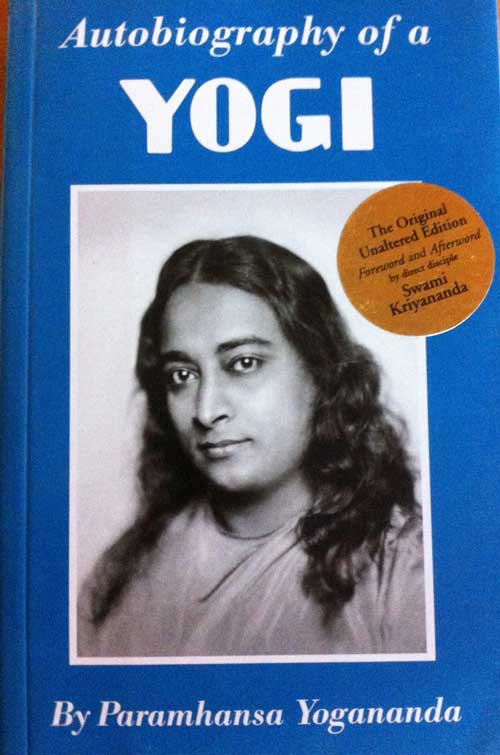 Autobiography of a
YOGI
The Original
Unaltered Edition
Foreword and Afterword
by direct disciple
Swami
Kriyananda
By Paramhansa Yogananda